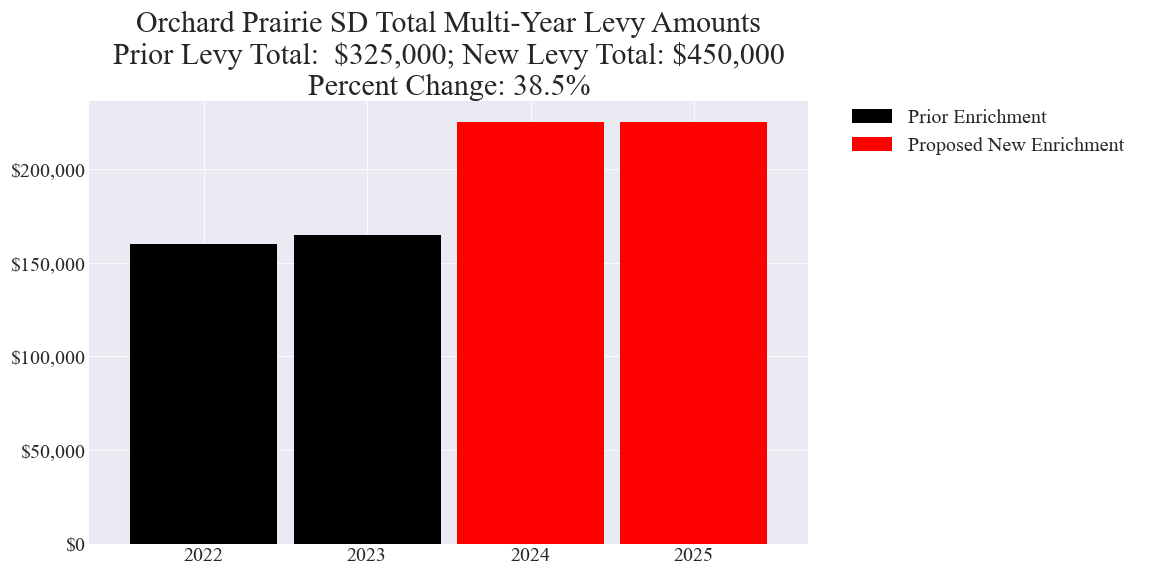 Orchard Prairie SD Total Multi-Year Levy Amounts
Prior Levy Total:  $325,000; New Levy Total: $450,000
Percent Change: 38.5%
Prior Enrichment
Proposed New Enrichment
$200,000
$150,000
$100,000
$50,000
$0
2022 2023 2024 2025